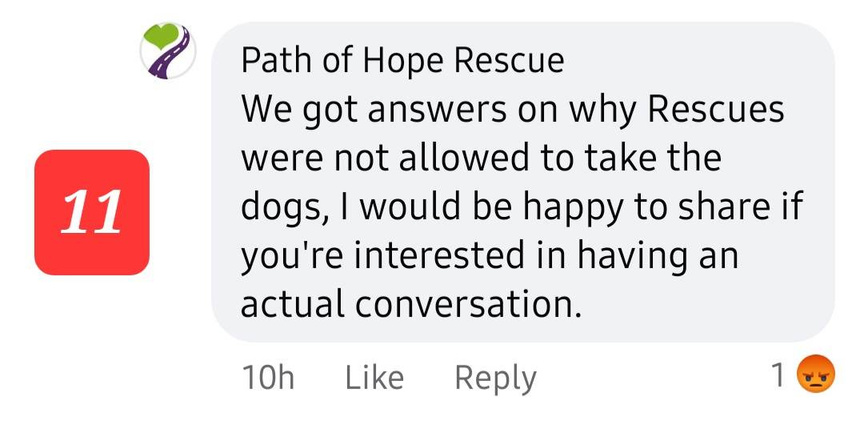 Path of Hope Rescue
We got answers on why Rescues
were not allowed to take the
dogs, I would be happy to share if
you're interested in having an
actual conversation.
11
10h Like Reply 1